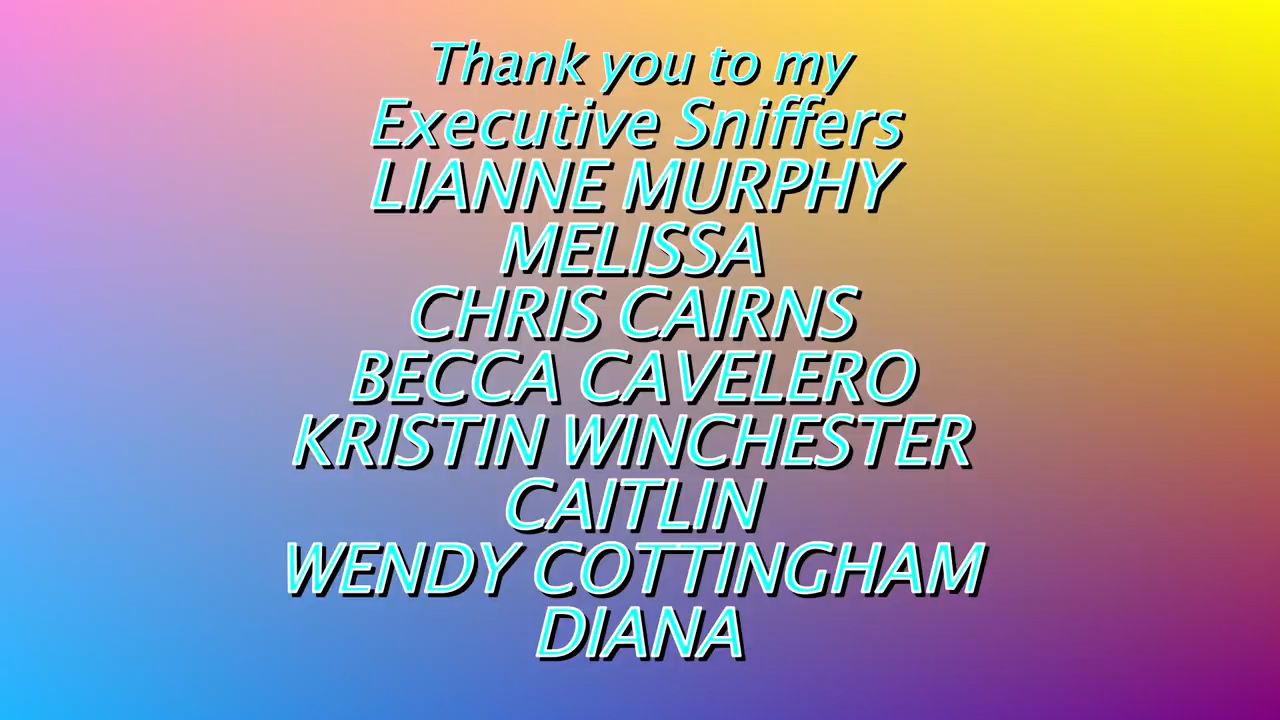 Thank you to my
Executive Sniffers
LIANNE MURPHY
MELISSA
CHRIS CAIRNS
BECCA CAVELERO
KRISTIN WINCHESTER
CAITLIN
WENDY COTTINGHAM
DIANA